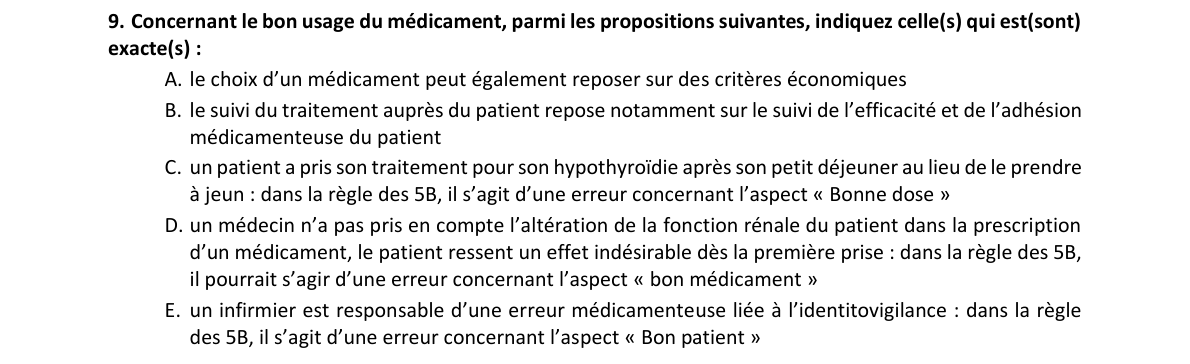 9. Concernant le bon usage du médicament, parmi les propositions suivantes, indiquez celle(s) qui est(sont)
exacte(s) :
A. le choix d’un médicament peut également reposer sur des critères économiques
B. le suivi du traitement auprès du patient repose notamment sur le suivi de l’efficacité et de l’adhésion
médicamenteuse du patient
C. un patient a pris son traitement pour son hypothyroïdie après son petit déjeuner au lieu de le prendre
à jeun : dans la règle des 5B, il s’agit d’une erreur concernant l’aspect « Bonne dose »
D. un médecin n’a pas pris en compte l’altération de la fonction rénale du patient dans la prescription
d’un médicament, le patient ressent un effet indésirable dès la première prise : dans la règle des 5B,
il pourrait s’agir d’une erreur concernant l’aspect « bon médicament »
E. un infirmier est responsable d’une erreur médicamenteuse liée à l’identitovigilance : dans la règle
des 5B, il s’agit d’une erreur concernant l’aspect « Bon patient »